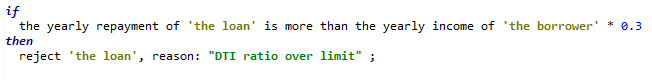 if
the yearly repayment of 'the loan' is more than the yearly income of 'the borrower' * 0.3
then
reject 'the loan', reason: "DTI ratio over limit" ;